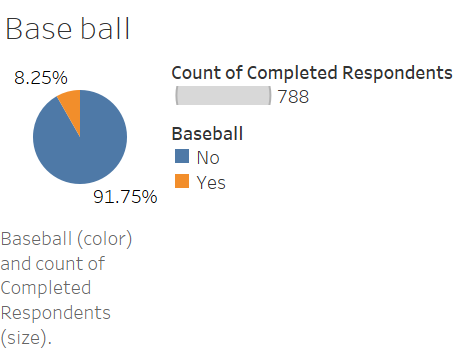 Base ball
8.25%
91.75%
Count of Completed Respondents
788
Baseball
No
Yes
Baseball (color)
and count of
Completed
Respondents
(size).